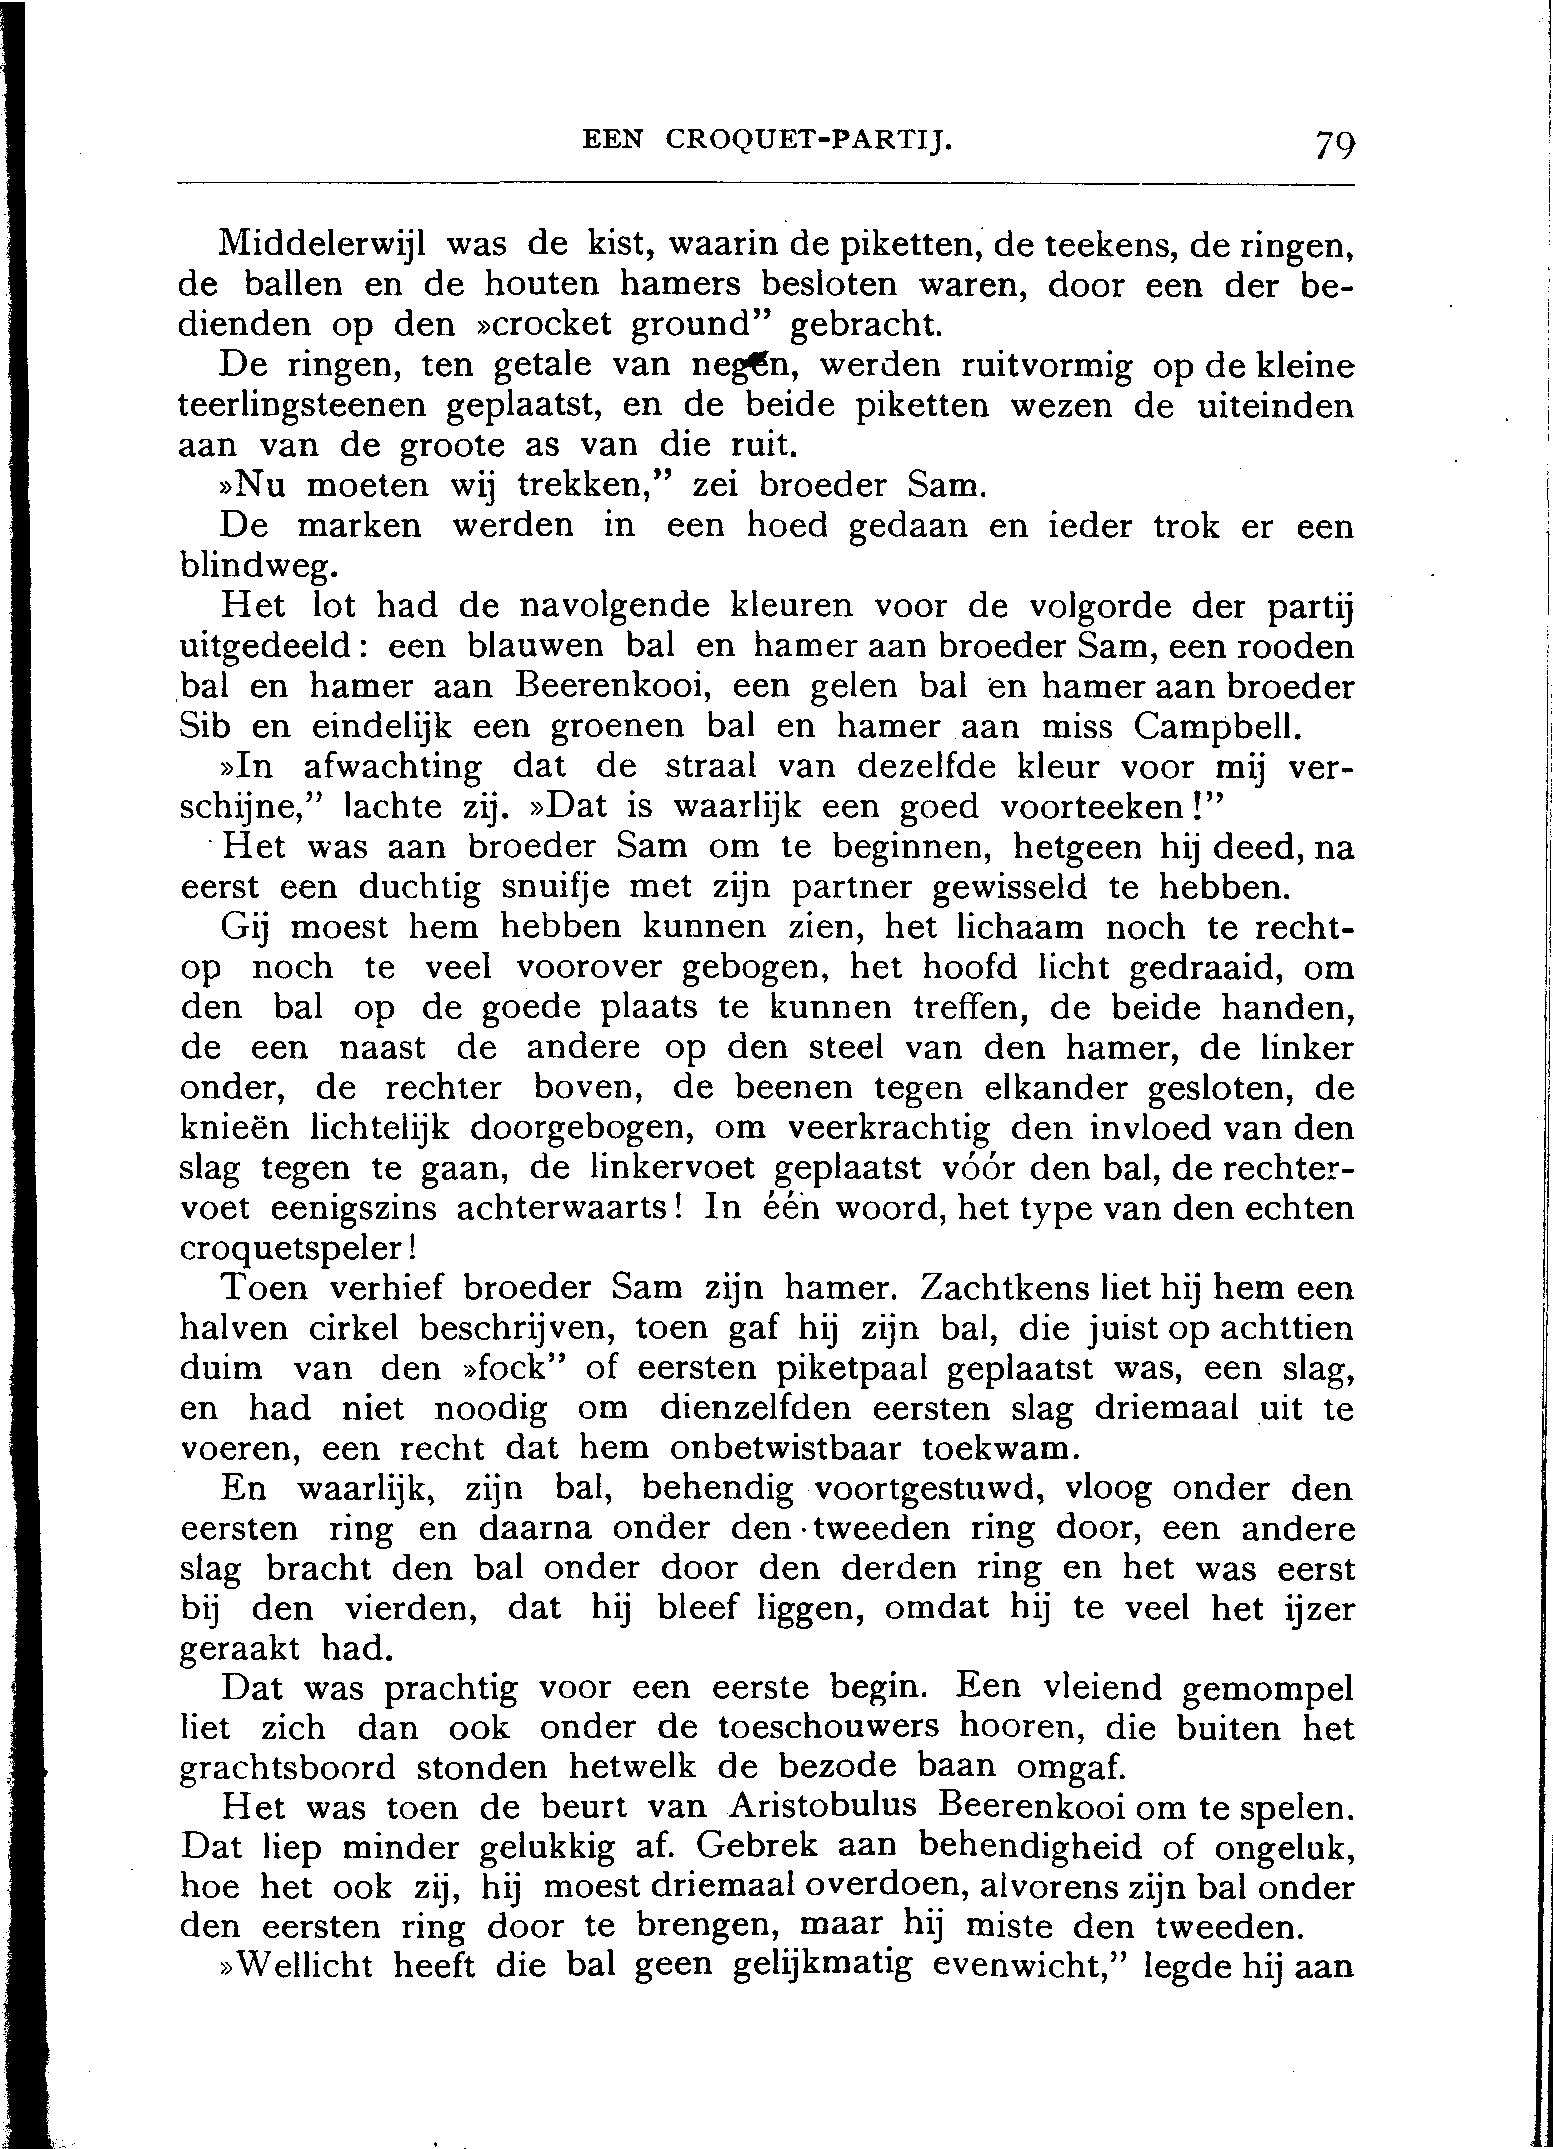 EEN CROQUET-PARTIJ. 79
Middelerwijl was de kist, waarin de piketten, de teekens, de ringen,
de ballen en de houten hamers besloten waren, door een der be-
dienden op den »crocket ground” gebracht.
De ringen, ten getale van negen, werden ruitvormig op de kleine
teerlingsteenen geplaatst, en de beide piketten wezen de uiteinden
aan van de groote as van die ruit.
»Nu moeten wij trekken,” zei broeder Sam.
De marken werden in een hoed gedaan en ieder trok er een
blindweg.
Het lot had de navolgende kleuren voor de volgorde der partij
uitgedeeld: een blauwen bal en hamer aan broeder Sam, een rooden
bal en hamer aan Beerenkooi, een gelen bal en hamer aan broeder
Sib en eindelijk een groenen bal en hamer aan miss Campbell.
»In afwachting dat de straal van dezelfde kleur voor mij ver-
schijne,” lachte zij. »Dat is waarlijk een goed voorteeken!”
Het was aan broeder Sam om te beginnen, hetgeen hij deed, na
eerst een duchtig snuifje met zijn partner gewisseld te hebben.
Gij moest hem hebben kunnen zien, het lichaam noch te recht-
op noch te veel voorover gebogen, het hoofd licht gedraaid, om
den bal op de goede plaats te kunnen treffen, de beide handen,
de een naast de andere op den steel van den hamer, de linker
onder, de rechter boven, de beenen tegen elkander gesloten, de
knieën lichtelijk doorgebogen, om veerkrachtig den invloed van den
slag tegen te gaan, de linkervoet geplaatst vóór den bal, de rechter-
voet eenigszins achterwaarts! In één woord, het type van den echten
croquetspeler!
Toen verhief broeder Sam zijn hamer. Zachtkens liet hij hem een
halven cirkel beschrijven, toen gaf hij zijn bal, die juist op achttien
duim van den »fock” of eersten piketpaal geplaatst was, een slag,
en had niet noodig om dienzelfden eersten slag driemaal uit te
voeren, een recht dat hem onbetwistbaar toekwam.
En waarlijk, zijn bal, behendig voortgestuwd, vloog onder den
eersten ring en daarna onder den tweeden ring door, een andere
slag bracht den bal onder door den derden ring en het was eerst
bij den vierden, dat hij bleef liggen, omdat hij te veel het ijzer
geraakt had.
Dat was prachtig voor een eerste begin. Een vleiend gemompel
liet zich dan ook onder de toeschouwers hooren, die buiten het
grachtsboord stonden hetwelk de bezode baan omgaf.
Het was toen de beurt van Aristobulus Beerenkooi om te spelen.
Dat liep minder gelukkig af. Gebrek aan behendigheid of ongeluk,
hoe het ook zij, hij moest driemaal overdoen, alvorens zijn bal onder
den eersten ring door te brengen, maar hij miste den tweeden.
»Wellicht heeft die bal geen gelijkmatig evenwicht,” legde hij aan